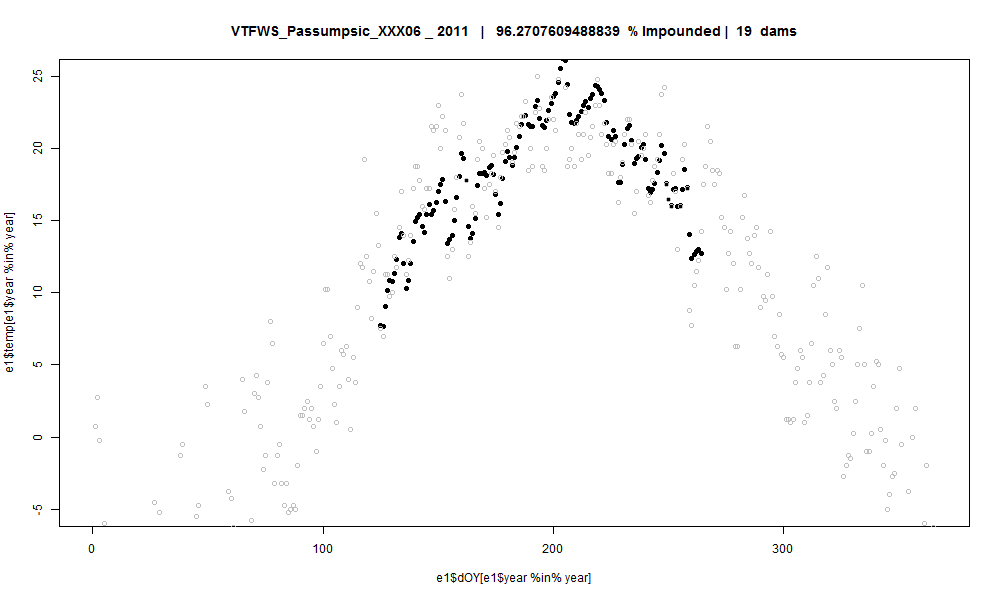 VTFWS_Passumpsic_XXX06 _ 2011 | 96.2707609488839 % Impounded | 19 dams
25
20
15
10
5
0
-5
e1$temp[e1$year %in% year]
0 100 200 300
e1$dOY[e1$year %in% year]